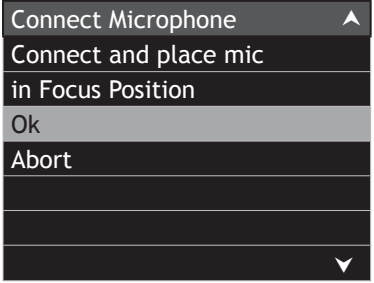 Connect Microphone
Connect and place mic
in Focus Position
Ok
Abort